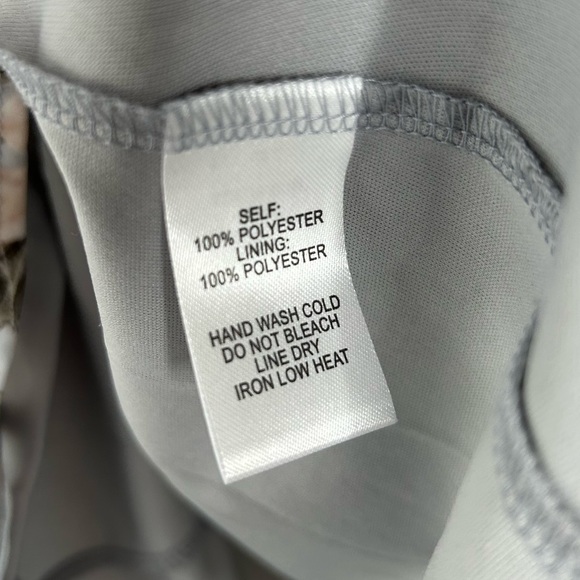 SELF:
100% POLYESTER
LINING:
100% POLYESTER
HAND WASH COLD
DO NOT BLEACH
LINE DRY
IRON LOW HEAT